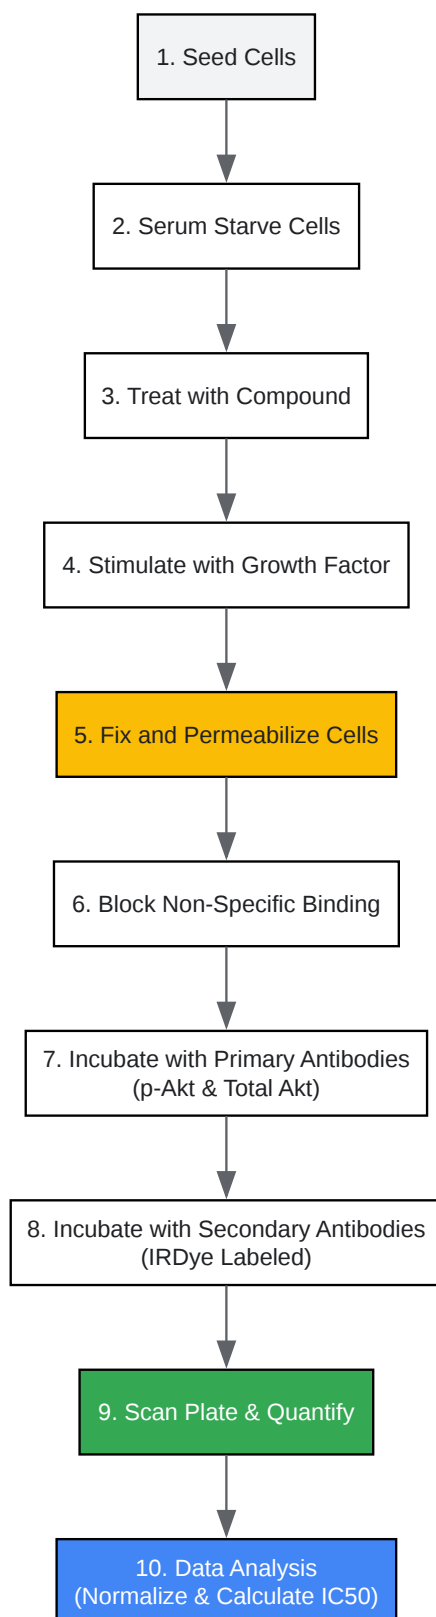 1. Seed Cells
2. Serum Starve Cells
3. Treat with Compound
4. Stimulate with Growth Factor
5. Fix and Permeabilize Cells
6. Block Non-Specific Binding
7. Incubate with Primary Antibodies
(p-Akt & Total Akt)
8. Incubate with Secondary Antibodies
(IRDye Labeled)
9. Scan Plate & Quantify
10. Data Analysis
(Normalize & Calculate IC50)